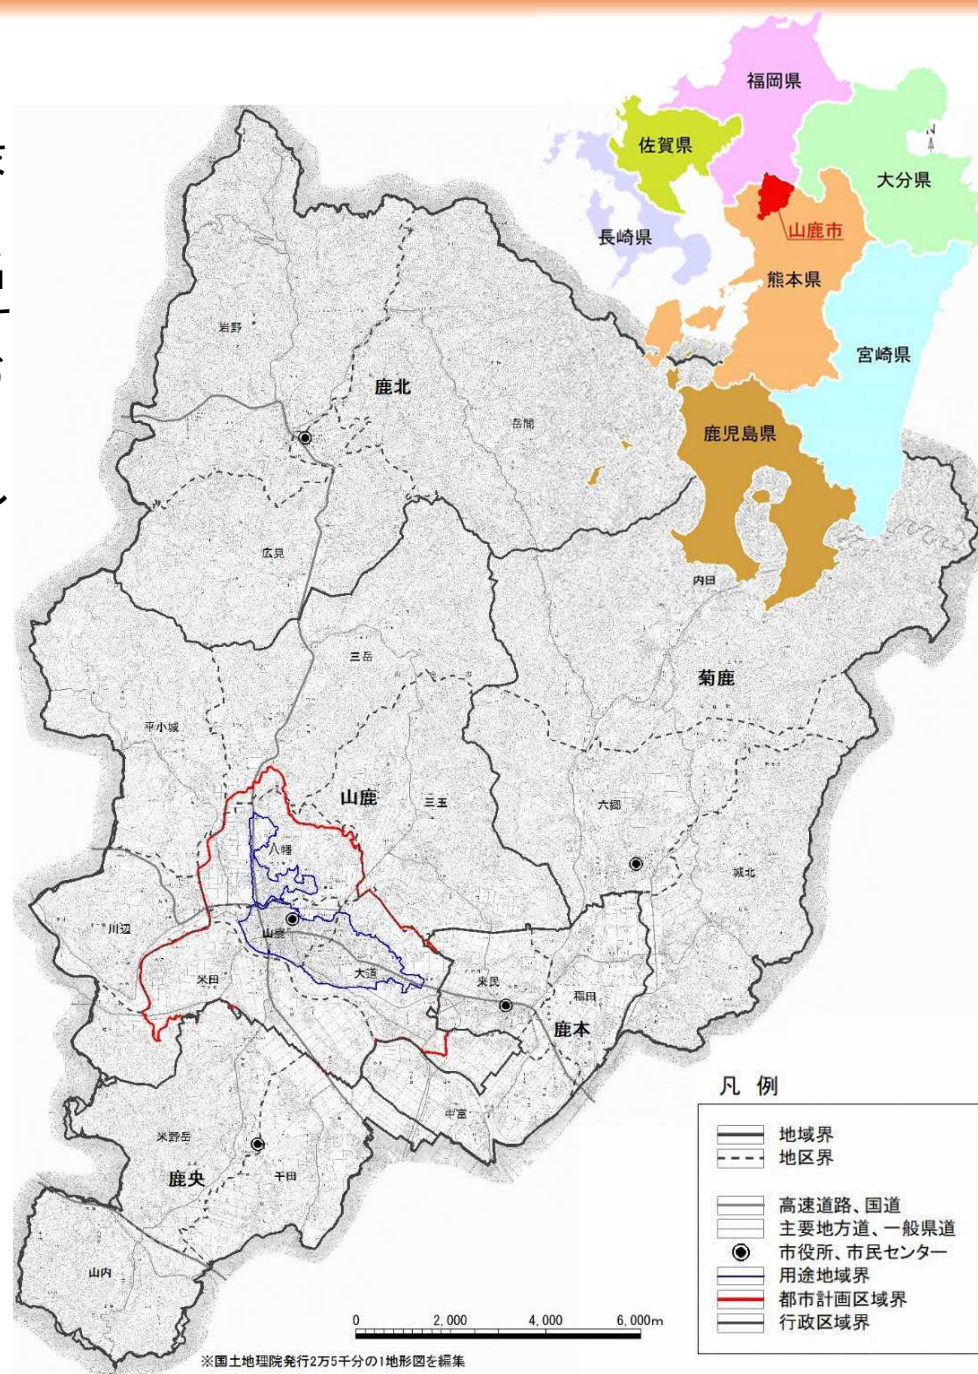 福岡県
佐賀県
大分県
N
長崎県
山鹿市
熊本県
宮崎県
鹿児島県
岩野
鹿北
岳間
広見
内田
三岳
菊鹿
平小城
山鹿
三玉
六郷
八幡
城北
川辺
山鹿
米田
大道
来民
稲田
鹿本
中富
米野岳
千田
鹿央
山内
凡 例
地域界
地区界
高速道路、国道
主要地方道、一般県道
市役所、市民センター
用途地域界
都市計画区域界
行政区域界
0 2,000 4,000 6,000m
※国土地理院発行2万5千分の1地形図を編集